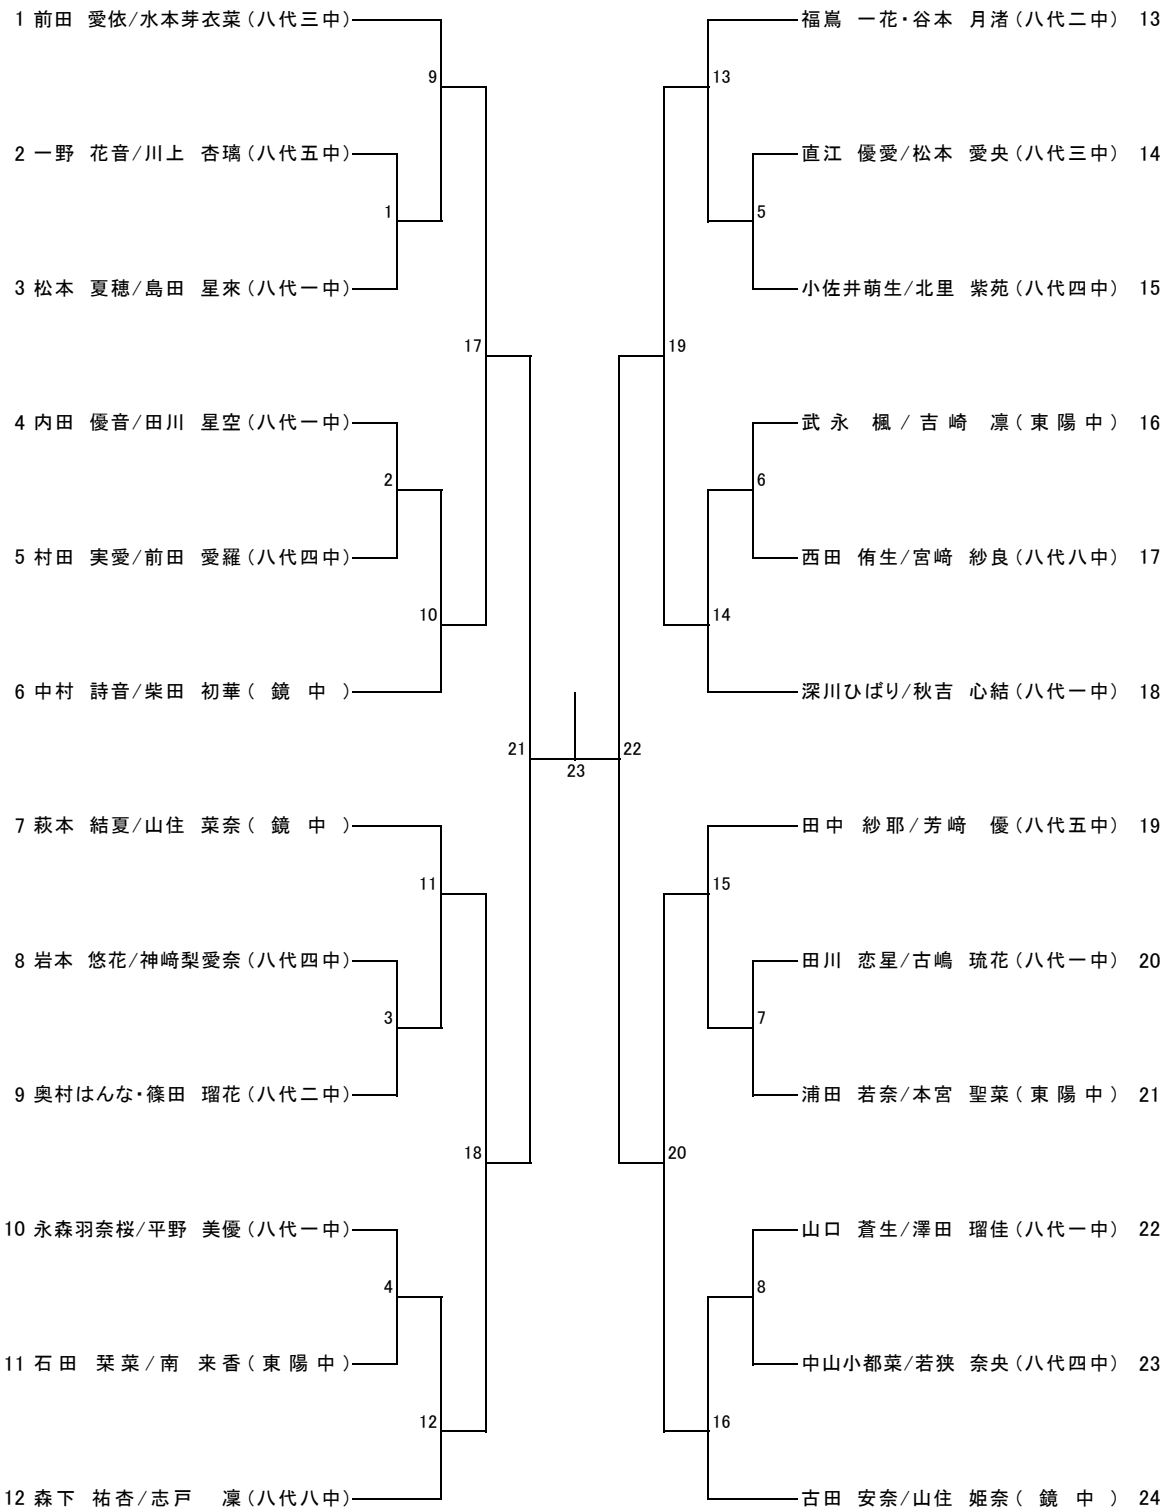 1 前田 愛依/水本芽衣菜(八代三中)
9
2 一野 花音/川上 杏璃(八代五中)
1
3 松本 夏穂/島田 星來(八代一中)
17
4 内田 優音/田川 星空(八代一中)
2
5 村田 実愛/前田 愛羅(八代四中)
10
6 中村 詩音/柴田 初華(鏡中)
21
7 萩本 結夏/山住 菜奈(鏡中)
11
8 岩本 悠花/神﨑梨愛奈(八代四中)
3
9 奥村はんな・篠田 瑠花(八代二中)
18
10 永森羽奈桜/平野 美優(八代一中)
4
11 石田 栞菜/南 来香(東陽中)
12
12 森下 祐杏/志戸 凜(八代八中)
23
福嶌 一花・谷本 月渚(八代二中) 13
13
直江 優愛/松本 愛央(八代三中) 14
5
小佐井萌生/北里 紫苑(八代四中) 15
19
武永 楓/吉崎 凛(東陽中) 16
6
西田 侑生/宮﨑 紗良(八代八中) 17
14
深川ひばり/秋吉 心結(八代一中) 18
22
田中 紗耶/芳﨑 優(八代五中) 19
15
田川 恋星/古嶋 琉花(八代一中) 20
7
浦田 若奈/本宮 聖菜(東陽中) 21
20
山口 蒼生/澤田 瑠佳(八代一中) 22
8
中山小都菜/若狭 奈央(八代四中) 23
16
古田 安奈/山住 姫奈(鏡中) 24